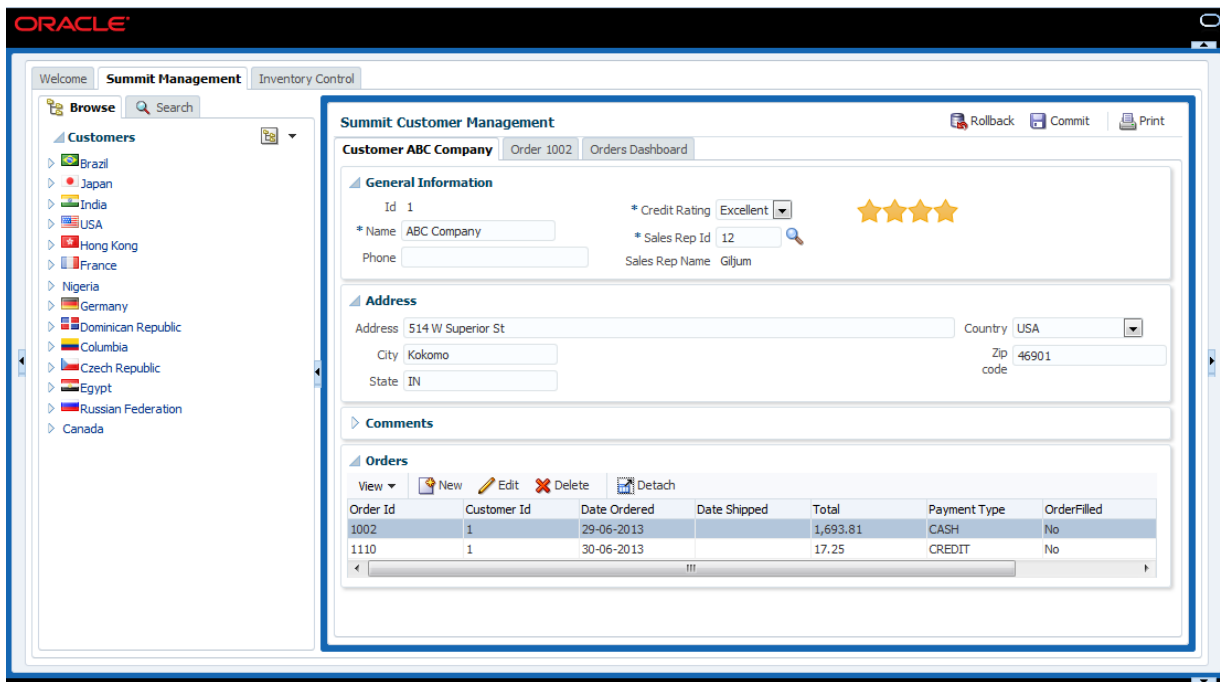 ORACLE
Welcome Summit Management Inventory Control
Browse Search
Customers
Brazil
Japan
India
USA
Hong Kong
France
Nigeria
Germany
Dominican Republic
Columbia
Czech Republic
Egypt
Russian Federation
Canada
Summit Customer Management Rollback Commit Print
Customer ABC Company Order 1002 Orders Dashboard
General Information
Id 1 * Credit Rating Excellent
* Name ABC Company * Sales Rep Id 12
Phone Sales Rep Name Giljum
Address
Address 514 W Superior St Country USA
City Kokomo Zip code 46901
State IN
Comments
Orders
View New Edit Delete Detach
Order Id Customer Id Date Ordered Date Shipped Total Payment Type OrderFilled
1002 1 29-06-2013 1,693.81 CASH No
1110 1 30-06-2013 17.25 CREDIT No